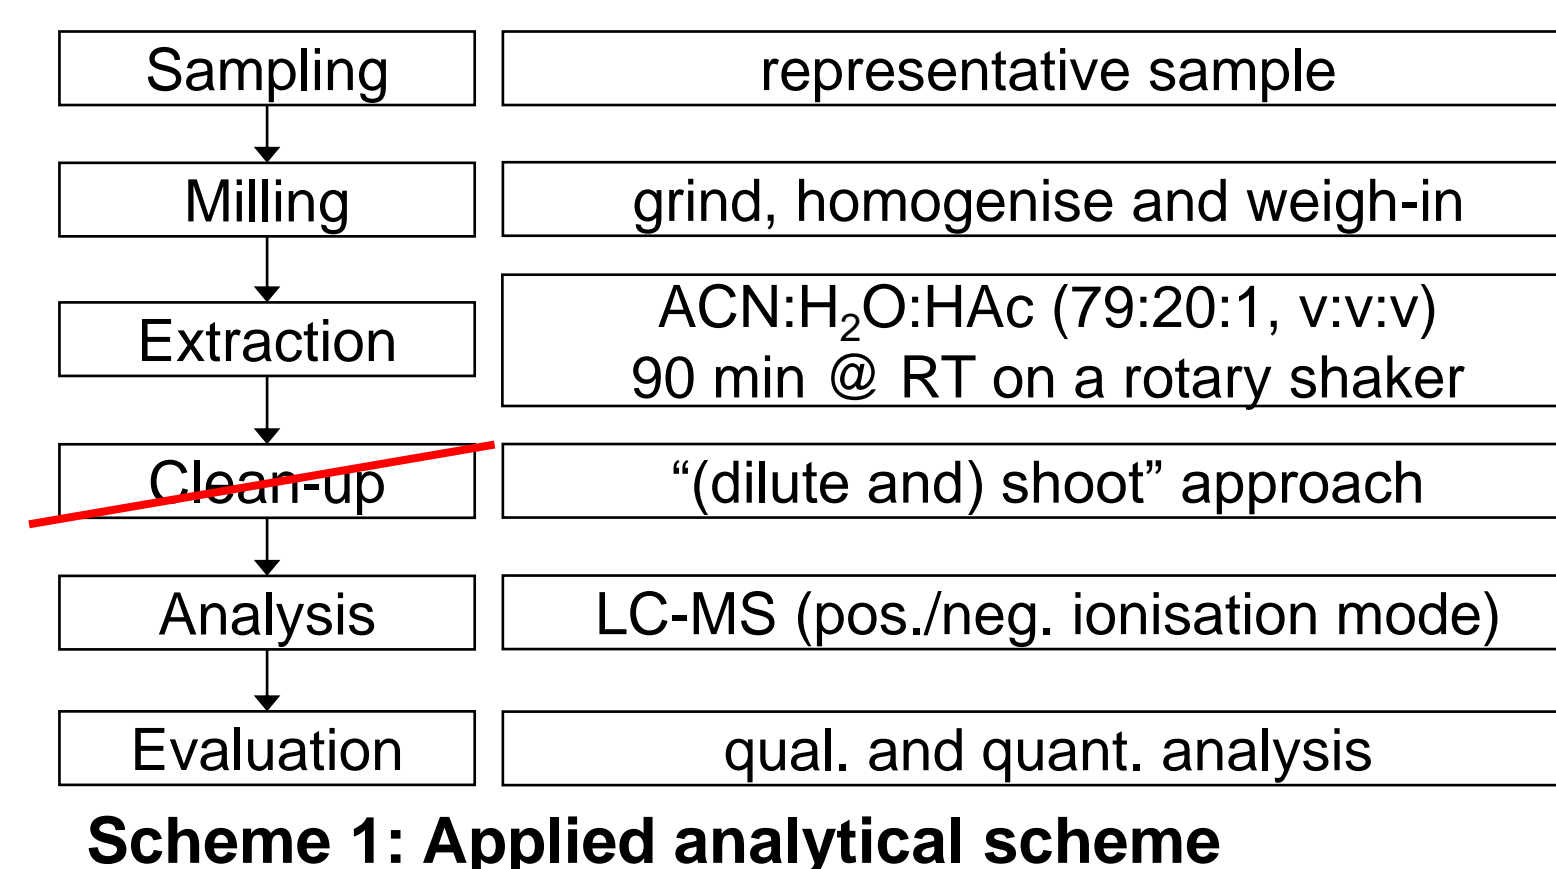 Sampling
representative sample
Milling
grind, homogenise and weigh-in
Extraction
ACN:H₂O:HAc (79:20:1, v:v:v)
90 min @ RT on a rotary shaker
Clean-up
“(dilute and) shoot” approach
Analysis
LC-MS (pos./neg. ionisation mode)
Evaluation
qual. and quant. analysis
Scheme 1: Applied analytical scheme